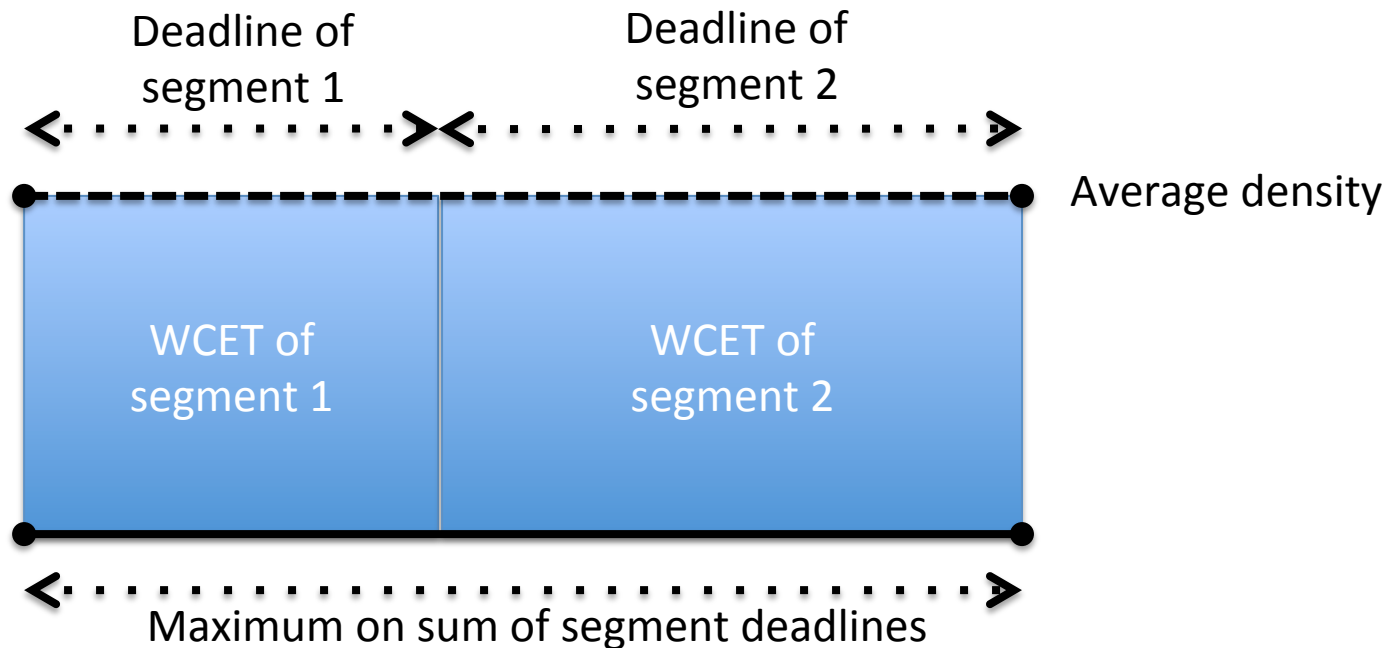 Deadline of
segment 1
Deadline of
segment 2
Average density
WCET of
segment 1
WCET of
segment 2
Maximum on sum of segment deadlines